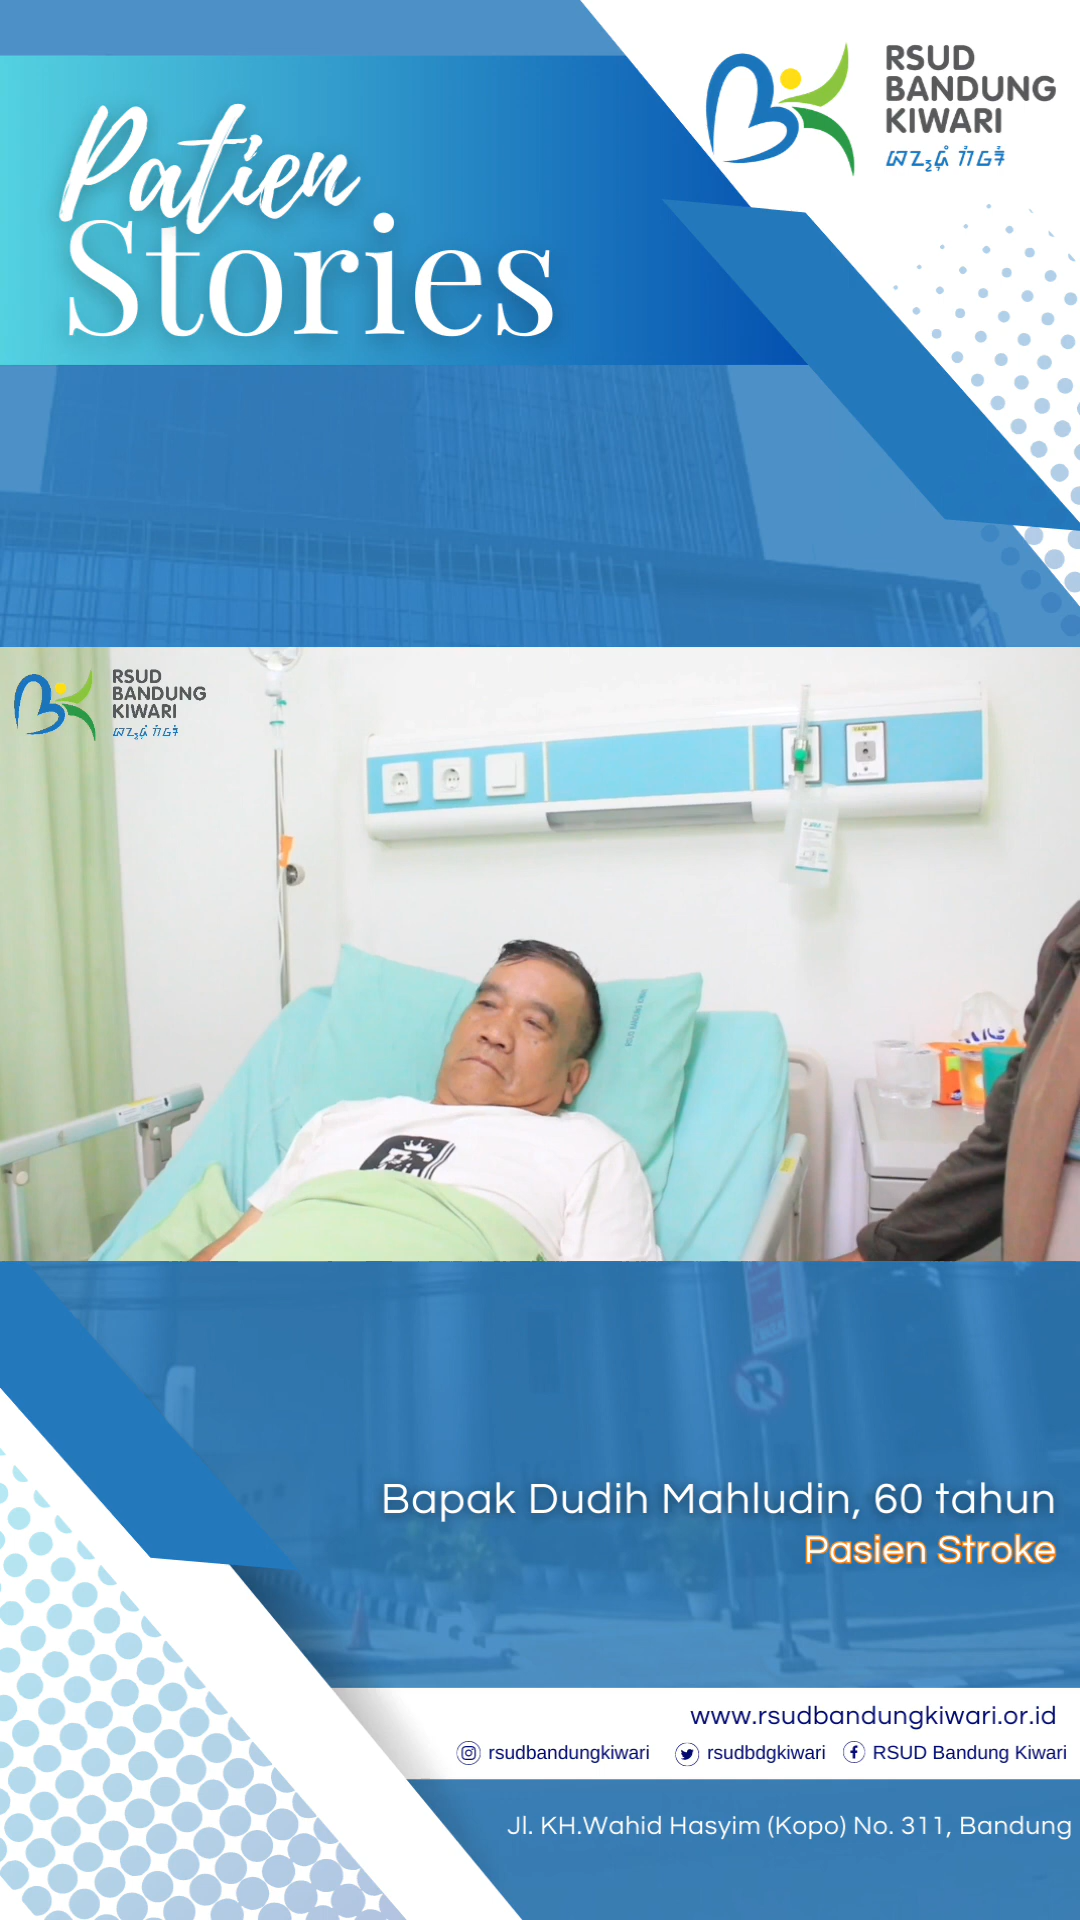 Patien
Stories
RSUD
BANDUNG
KIWARI
RSUD
BANDUNG
KIWARI
Bapak Dudih Mahludin, 60 tahun
Pasien Stroke
www.rsudbandungkiwari.or.id
rsudbandungkiwari rsudbdgkiwari RSUD Bandung Kiwari
Jl. KH.Wahid Hasyim (Kopo) No. 311, Bandung